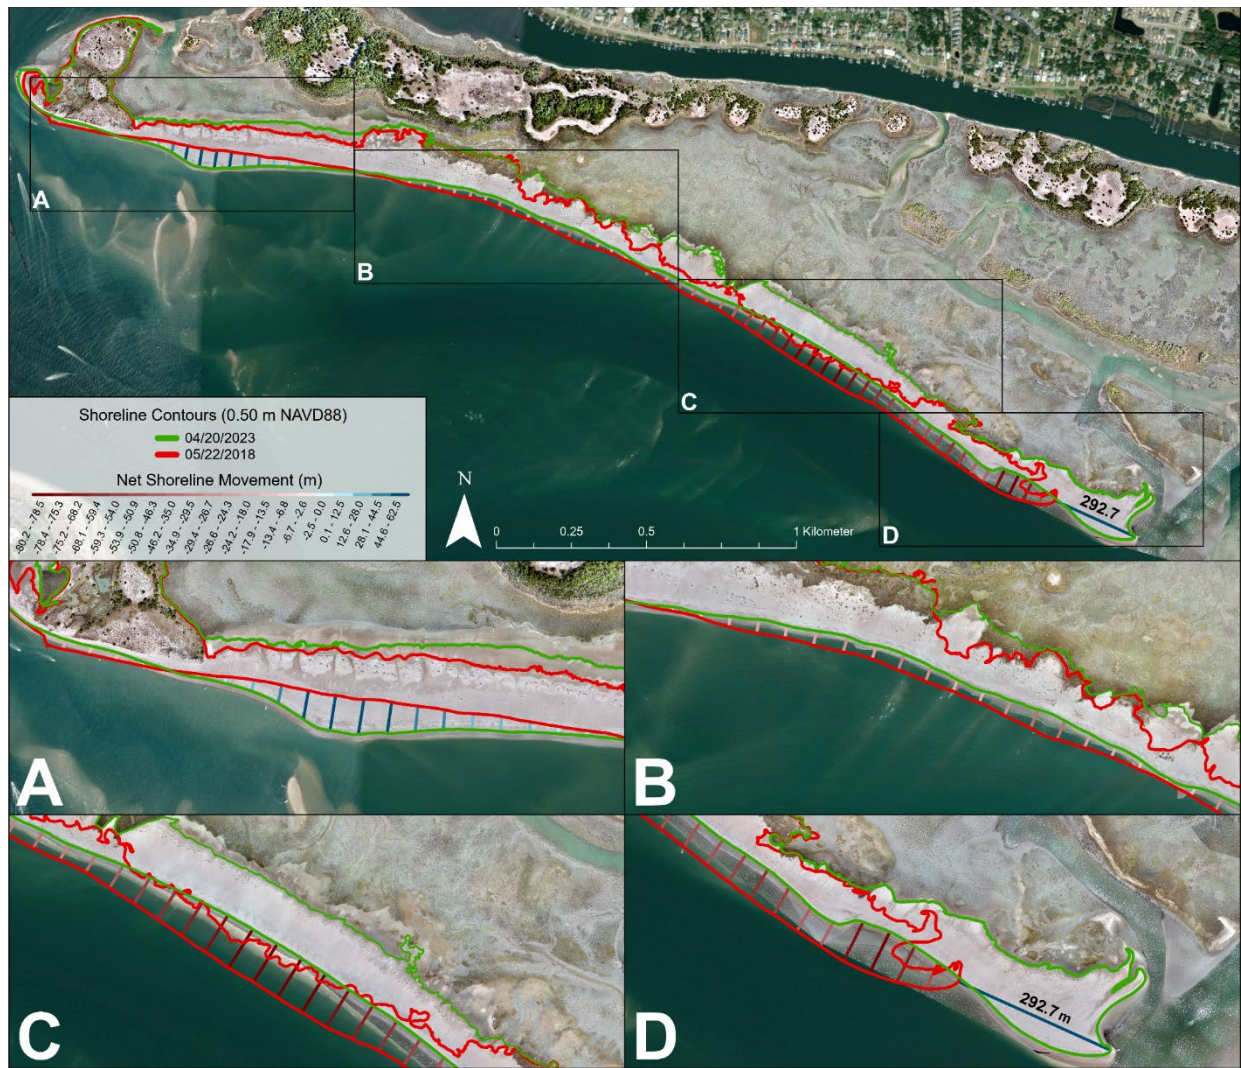 A
B
C
D
292.7
Shoreline Contours (0.50 m NAVD88)
04/20/2023
05/22/2018
Net Shoreline Movement (m)
-80.2 - -78.5
-78.4 - -75.3
-75.2 - -68.2
-68.1 - -59.4
-59.3 - -54.0
-53.9 - -50.9
-50.8 - -46.3
-46.2 - -35.0
-34.9 - -29.5
-29.4 - -26.7
-26.6 - -24.3
-24.2 - -18.0
-17.9 - -13.5
-13.4 - -6.8
-6.7 - -2.6
-2.5 - 0.0
0.1 - 12.5
12.6 - 28.0
28.1 - 44.5
44.6 - 62.5
N
0 0.25 0.5 1 Kilometer
A
B
C
D
292.7 m